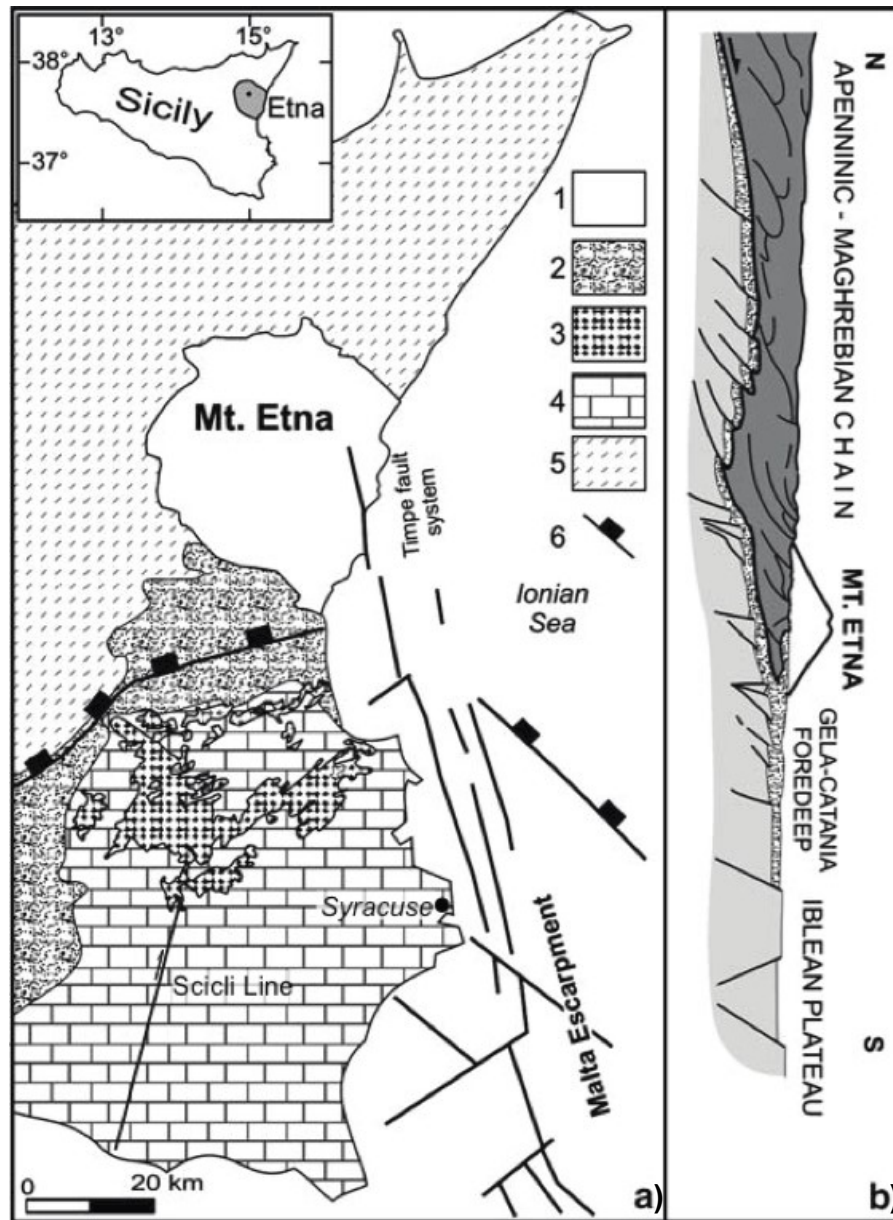 13°
15°
38°
37°
Sicily
Etna
1
2
3
4
5
6
Mt. Etna
Timpe fault
system
Ionian
Sea
Syracuse
Scicli Line
Malta Escarpment
0
20 km
a)
N
APENNINIC - MAGHREBIAN CHAIN
MT. ETNA
GELA-CATANIA
FOREDEEP
IBLEAN PLATEAU
S
b)